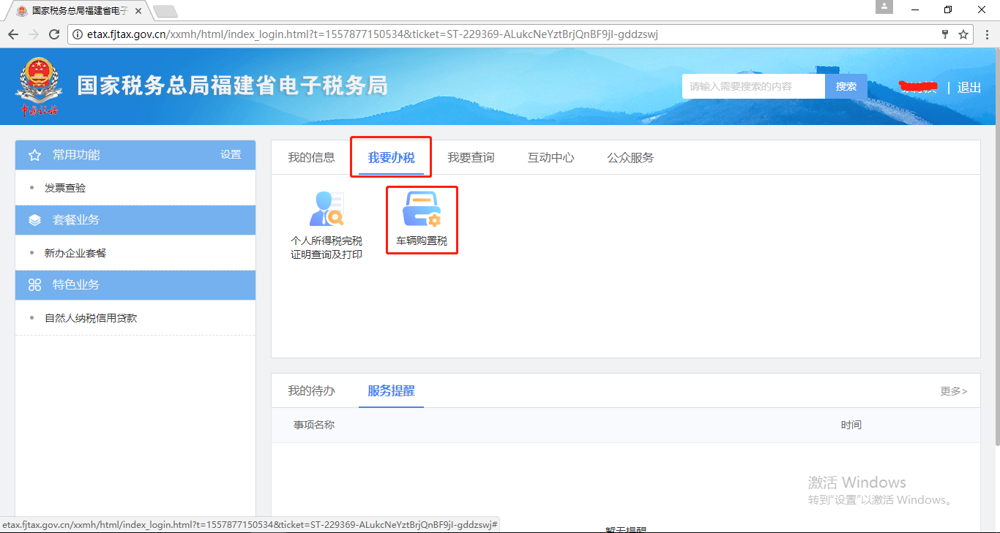 国家税务总局福建省电子
etax.fjtax.gov.cn/xxmh/html/index_login.html?t=1557877150534&ticket=ST-229369-ALukcNeYztBrjQnBF9jI-gddzswj
中国税务
国家税务总局福建省电子税务局
请输入需要搜索的内容
搜索
| 退出
常用功能
设置
发票查验
套餐业务
新办企业套餐
特色业务
自然人纳税信用贷款
我的信息
我要办税
我要查询
互动中心
公众服务
个人所得税完税
证明查询及打印
车辆购置税
我的待办
服务提醒
更多>
事项名称
时间
暂无提醒
激活 Windows
转到"设置"以激活 Windows。
etax.fjtax.gov.cn/xxmh/html/index_login.html?t=1557877150534&ticket=ST-229369-ALukcNeYztBrjQnBF9jI-gddzswj#